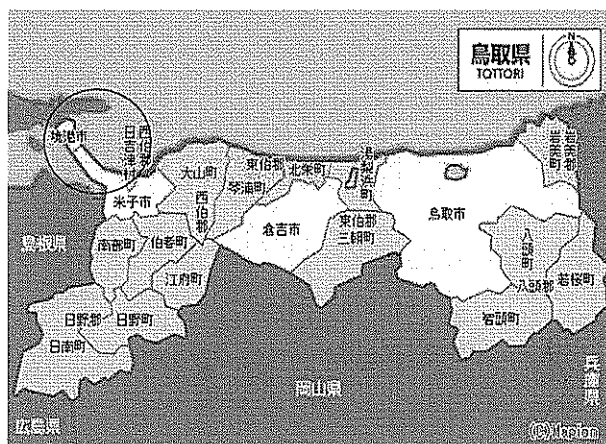 鳥取県
TOTTORI
N
境港市
西伯郡
日吉津村
米子市
大山町
西伯郡
東伯郡
琴浦町
北栄町
湯梨浜町
鳥取市
岩美郡
岩美町
倉吉市
東伯郡
三朝町
南部町
伯耆町
江府町
日野郡
日野町
日南町
八頭町
八頭郡
若桜町
智頭町
島根県
岡山県
兵庫県
広島県